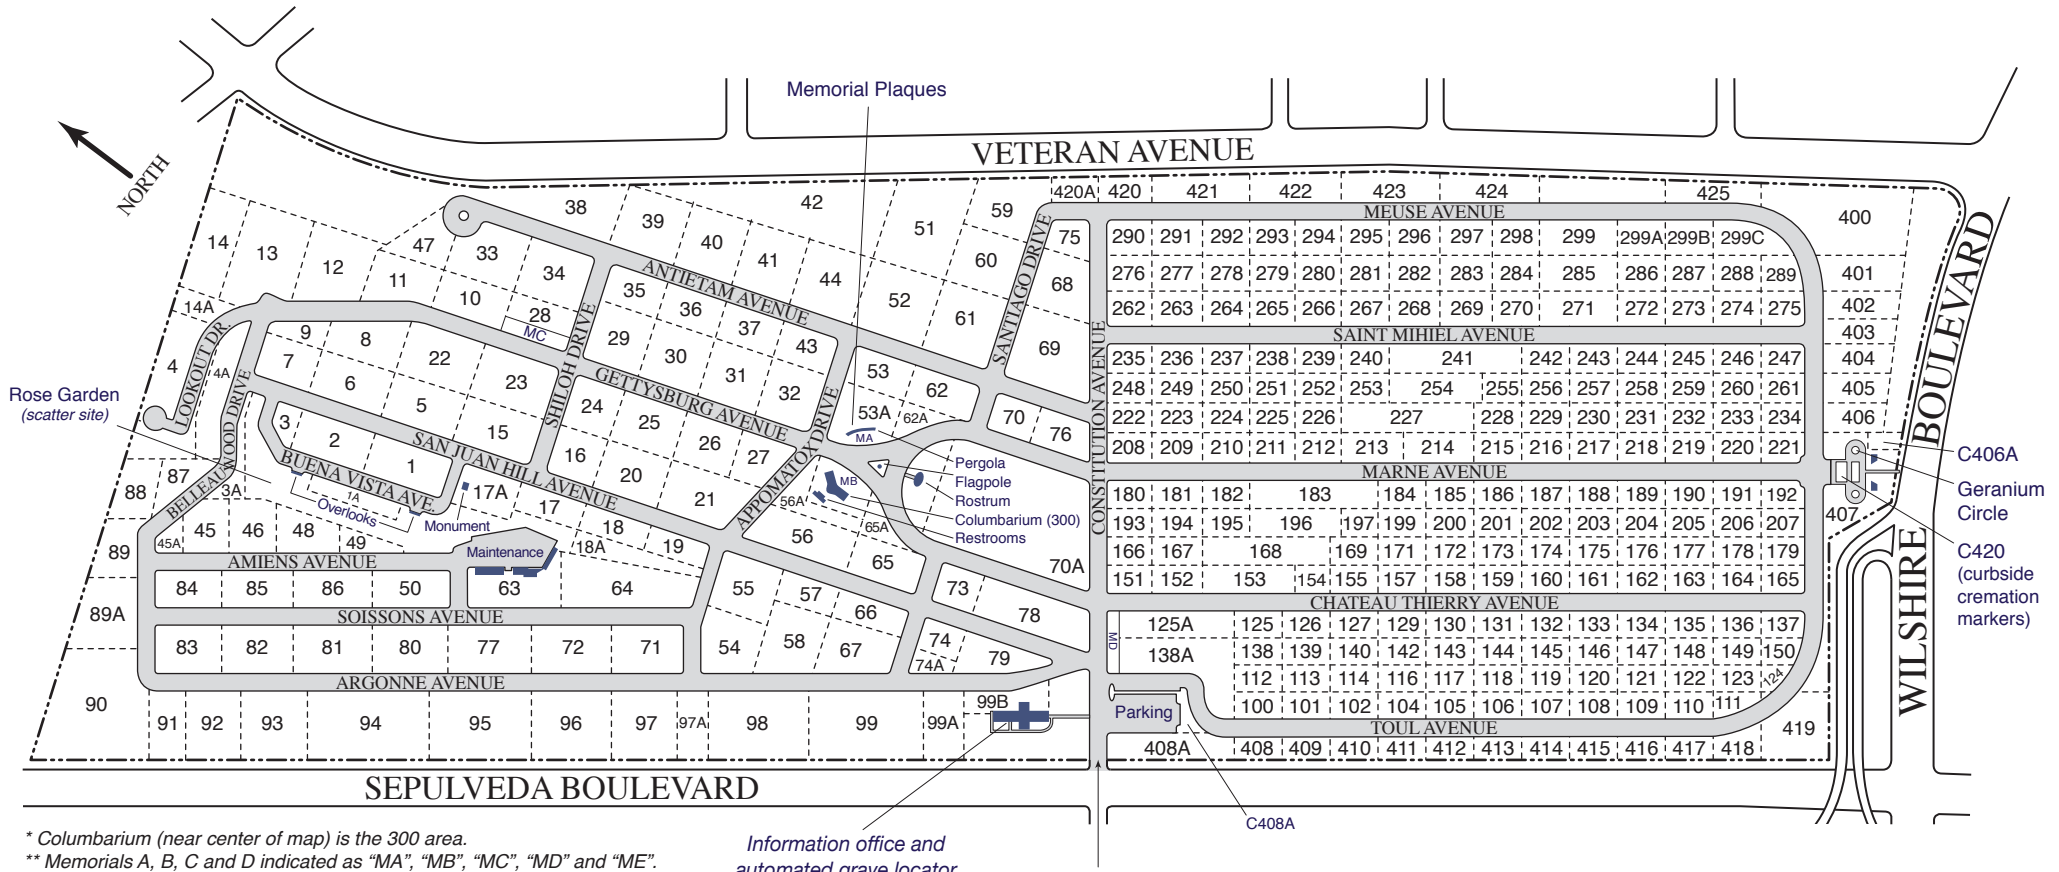 Memorial Plaques
VETERAN AVENUE
NORTH
38
39
42
51
59
420A
420
421
422
423
424
425
400
MEUSE AVENUE
14
13
12
47
33
34
11
10
28
MC
14A
40
41
44
52
60
61
75
68
69
ANTIETAM AVENUE
SANTIAGO DRIVE
SHILOH DRIVE
35
36
37
43
29
30
31
32
290 291 292 293 294 295 296 297 298 299 299A 299B 299C
276 277 278 279 280 281 282 283 284 285 286 287 288 289
262 263 264 265 266 267 268 269 270 271 272 273 274 275
401
402
403
404
405
406
SAINT MIHIEL AVENUE
235 236 237 238 239 240 241 242 243 244 245 246 247
248 249 250 251 252 253 254 255 256 257 258 259 260 261
222 223 224 225 226 227 228 229 230 231 232 233 234
208 209 210 211 212 213 214 215 216 217 218 219 220 221
MARNE AVENUE
CONSTITUTION AVENUE
WILSHIRE BOULEVARD
LOOKOUT DR.
4
4A
9
8
7
6
5
22
23
15
3
2
1
GETTYSBURG AVENUE
24
25
26
27
16
20
21
53
62
53A
62A
MA
70
76
APPOMATOX DRIVE
Rose Garden
(scatter site)
BELLEAU WOOD DRIVE
SAN JUAN HILL AVENUE
BUENA VISTA AVE.
1A
Overlooks
Monument
17A
17
18
18A
19
87
88
3A
45
46
48
49
45A
89
Maintenance
Pergola
Flagpole
Rostrum
Columbarium (300)
Restrooms
MB
56A
56
65A
65
70A
C406A
Geranium
Circle
407
C420
(curbside
cremation
markers)
180 181 182 183 184 185 186 187 188 189 190 191 192
193 194 195 196 197 199 200 201 202 203 204 205 206 207
166 167 168 169 171 172 173 174 175 176 177 178 179
151 152 153 154 155 157 158 159 160 161 162 163 164 165
CHATEAU THIERRY AVENUE
AMIENS AVENUE
84 85 86 50 63 64
55
57
66
73
78
89A
SOISSONS AVENUE
83 82 81 80 77 72 71
54
58
67
74
74A
79
ARGONNE AVENUE
MD
125A 125 126 127 129 130 131 132 133 134 135 136 137
138A 138 139 140 142 143 144 145 146 147 148 149 150
112 113 114 116 117 118 119 120 121 122 123 124
100 101 102 104 105 106 107 108 109 110 111
90
91 92 93 94 95 96 97 97A 98 99 99A 99B
Parking
TOUL AVENUE
419
408A 408 409 410 411 412 413 414 415 416 417 418
SEPULVEDA BOULEVARD
C408A
* Columbarium (near center of map) is the 300 area.
** Memorials A, B, C and D indicated as “MA”, “MB”, “MC”, “MD” and “ME”.
Information office and
automated grave locator